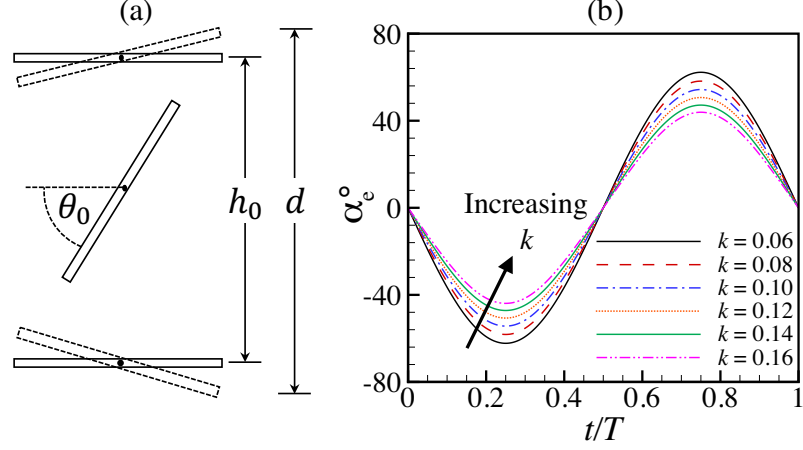 (a)
θ₀
h₀
d
(b)
80
40
0
-40
-80
αₑ°
Increasing
k
k = 0.06
k = 0.08
k = 0.10
k = 0.12
k = 0.14
k = 0.16
0 0.2 0.4 0.6 0.8 1
t/T